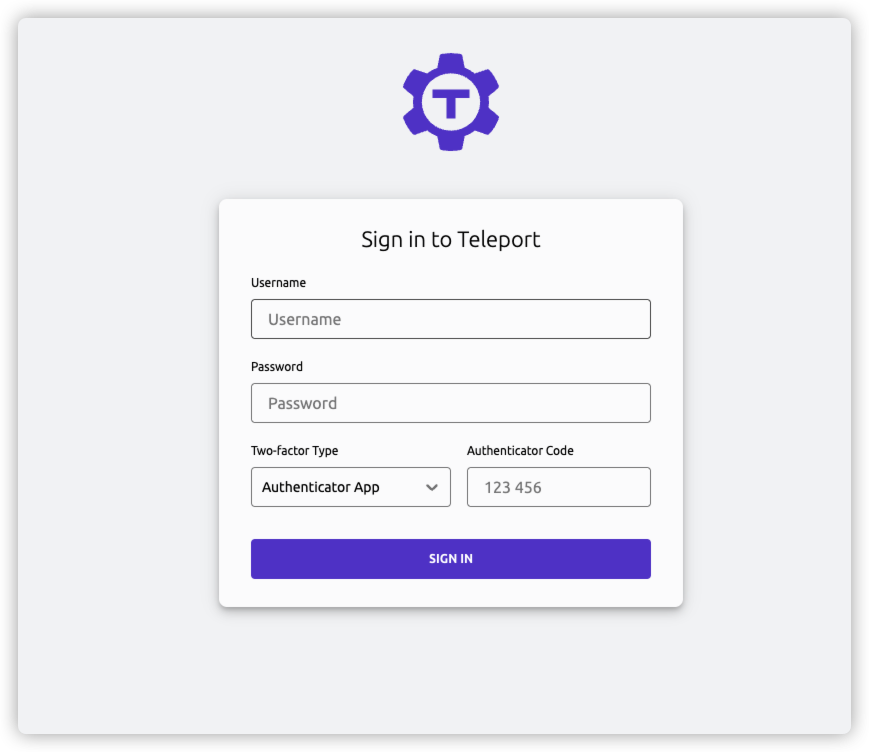 T
Sign in to Teleport
Username
Username
Password
Password
Two-factor Type
Authenticator Code
Authenticator App
123 456
SIGN IN